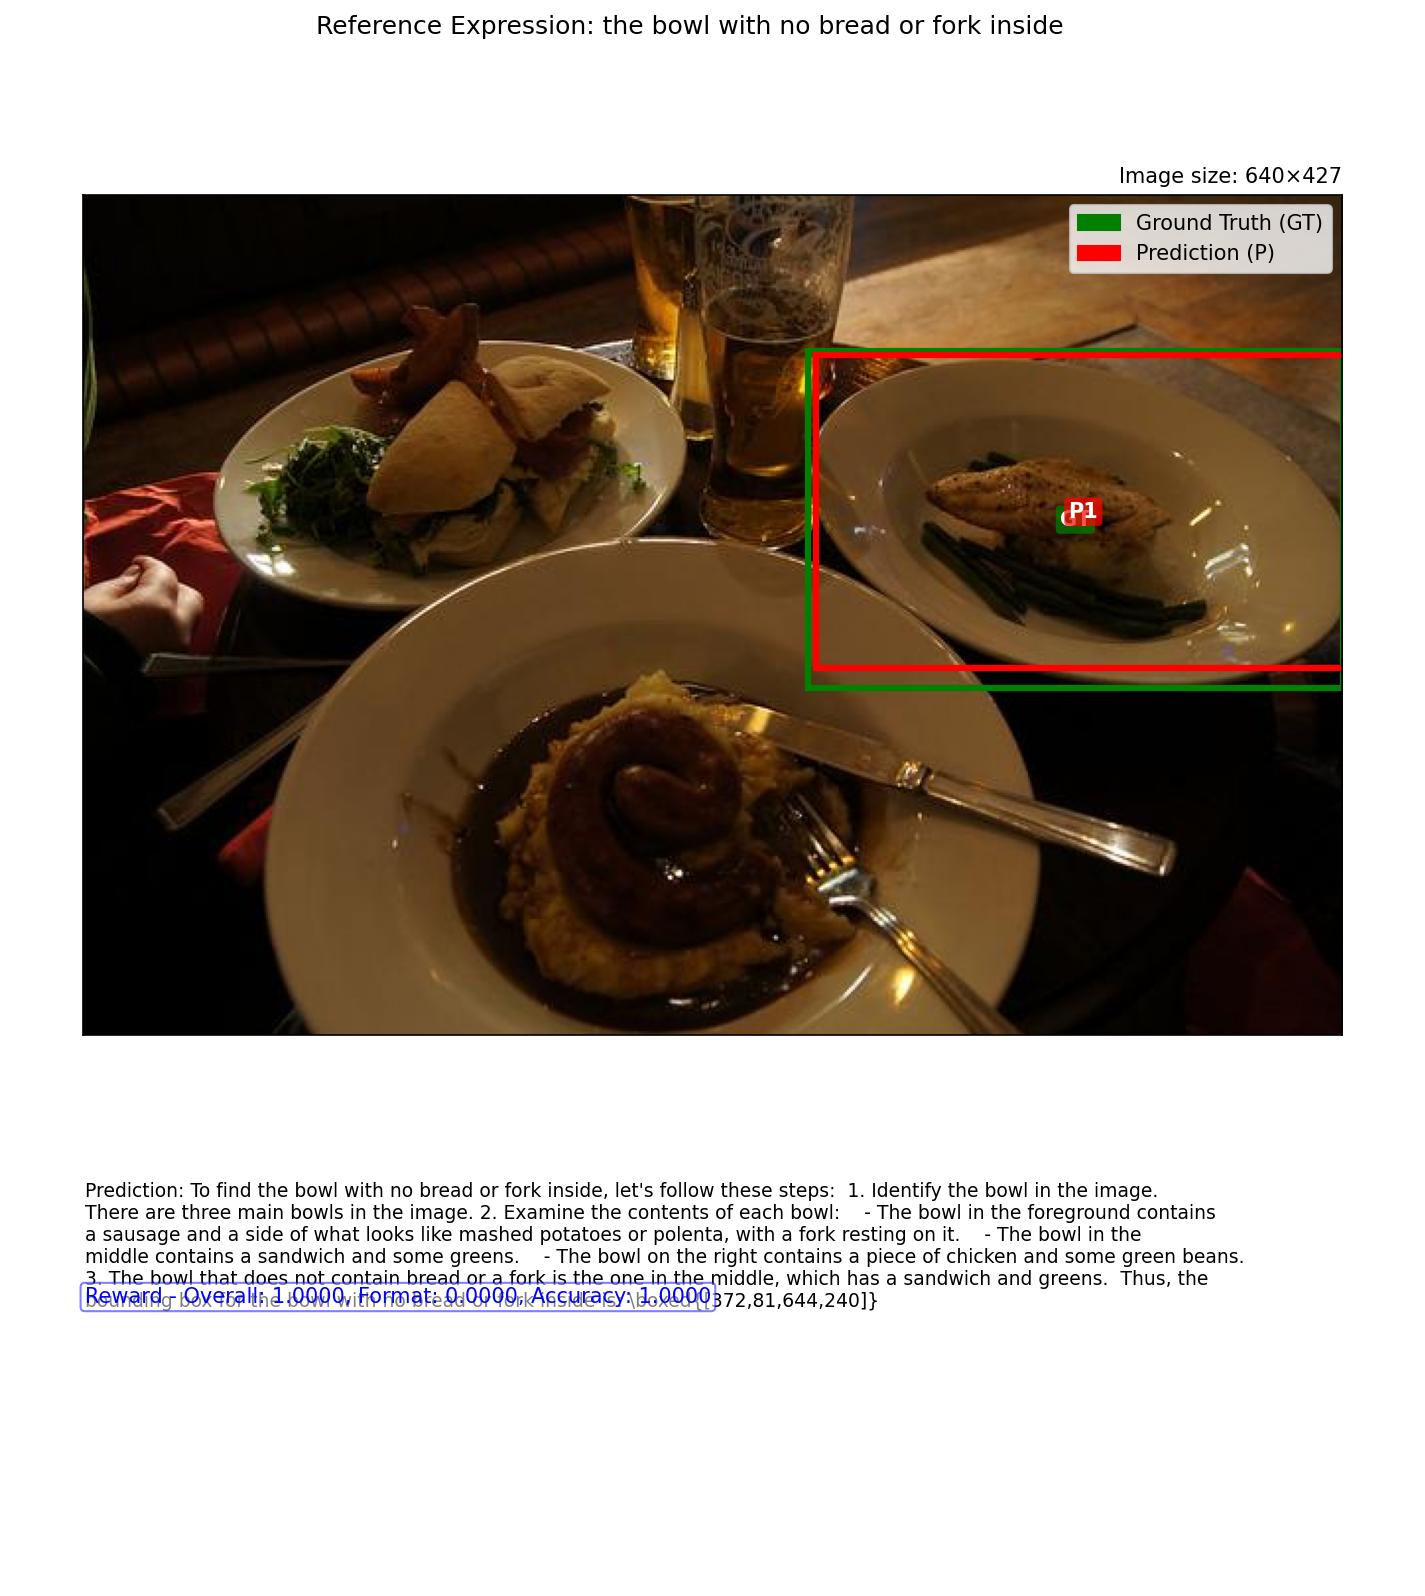 Reference Expression: the bowl with no bread or fork inside
Image size: 640×427
Ground Truth (GT)
Prediction (P)
P1
GT
Prediction: To find the bowl with no bread or fork inside, let's follow these steps:  1. Identify the bowl in the image.
There are three main bowls in the image. 2. Examine the contents of each bowl:    - The bowl in the foreground contains
a sausage and a side of what looks like mashed potatoes or polenta, with a fork resting on it.    - The bowl in the
middle contains a sandwich and some greens.    - The bowl on the right contains a piece of chicken and some green beans.
3. The bowl that does not contain bread or a fork is the one in the middle, which has a sandwich and greens.  Thus, the
Reward - Overall: 1.0000, Format: 0.0000, Accuracy: 1.0000
bounding box for the bowl with no bread or fork inside is: \boxed{[372,81,644,240]}